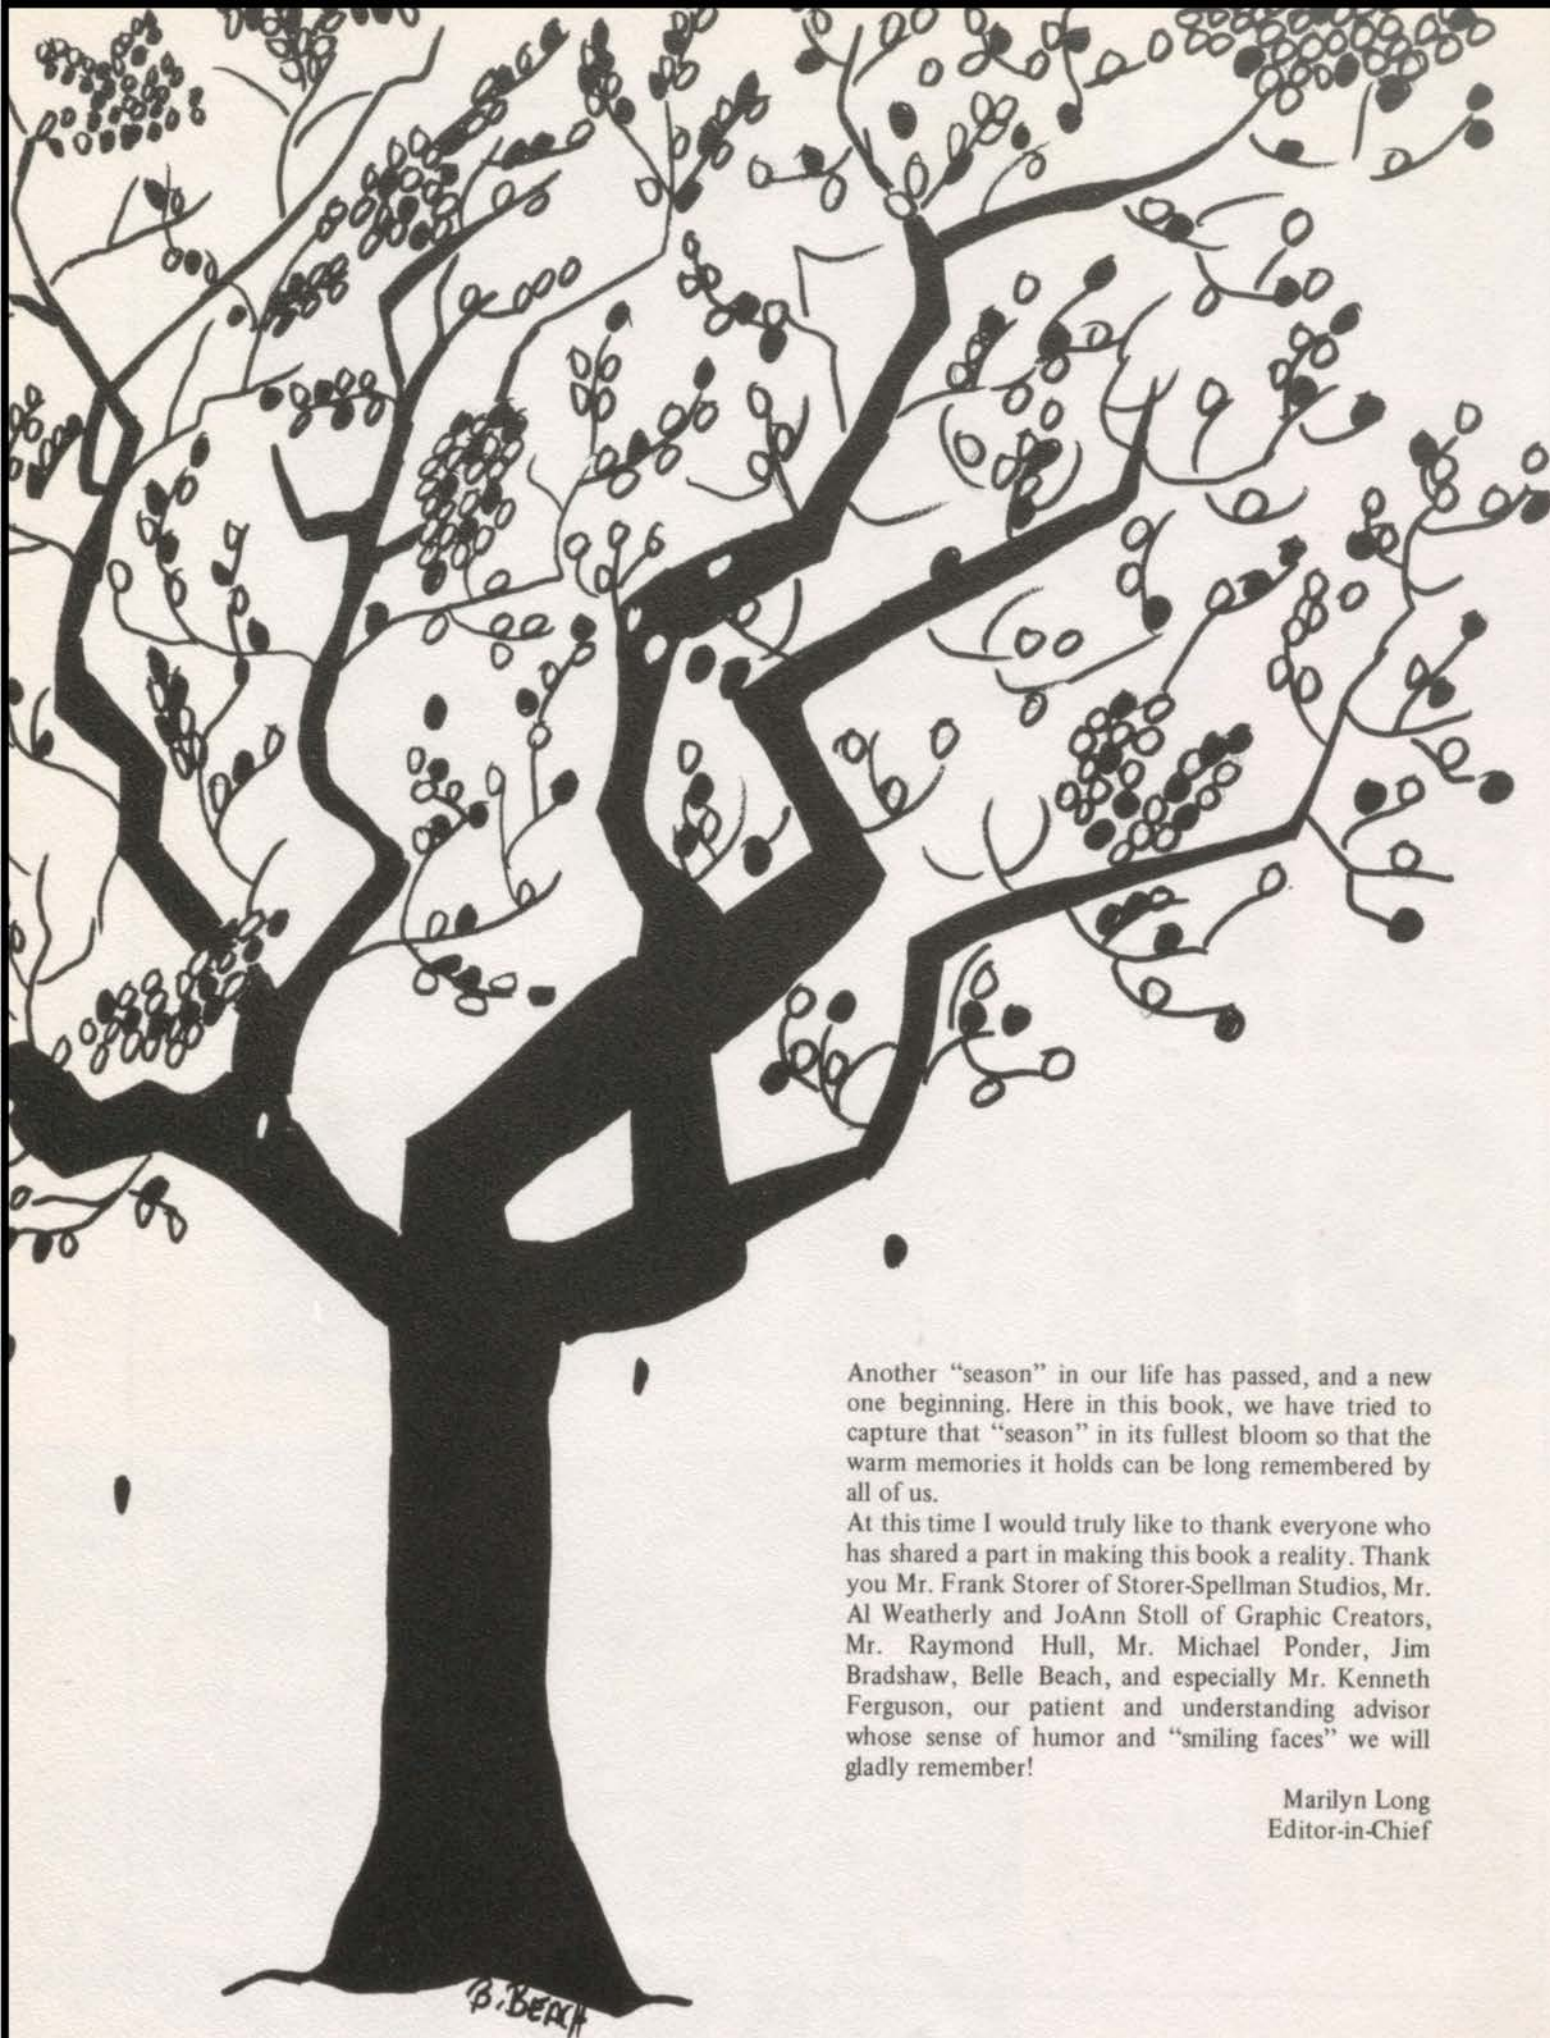 Another “season” in our life has passed, and a new
one beginning. Here in this book, we have tried to
capture that “season” in its fullest bloom so that the
warm memories it holds can be long remembered by
all of us.
At this time I would truly like to thank everyone who
has shared a part in making this book a reality. Thank
you Mr. Frank Storer of Storer-Spellman Studios, Mr.
Al Weatherly and JoAnn Stoll of Graphic Creators,
Mr. Raymond Hull, Mr. Michael Ponder, Jim
Bradshaw, Belle Beach, and especially Mr. Kenneth
Ferguson, our patient and understanding advisor
whose sense of humor and “smiling faces” we will
gladly remember!
Marilyn Long
Editor-in-Chief
B. BEACH